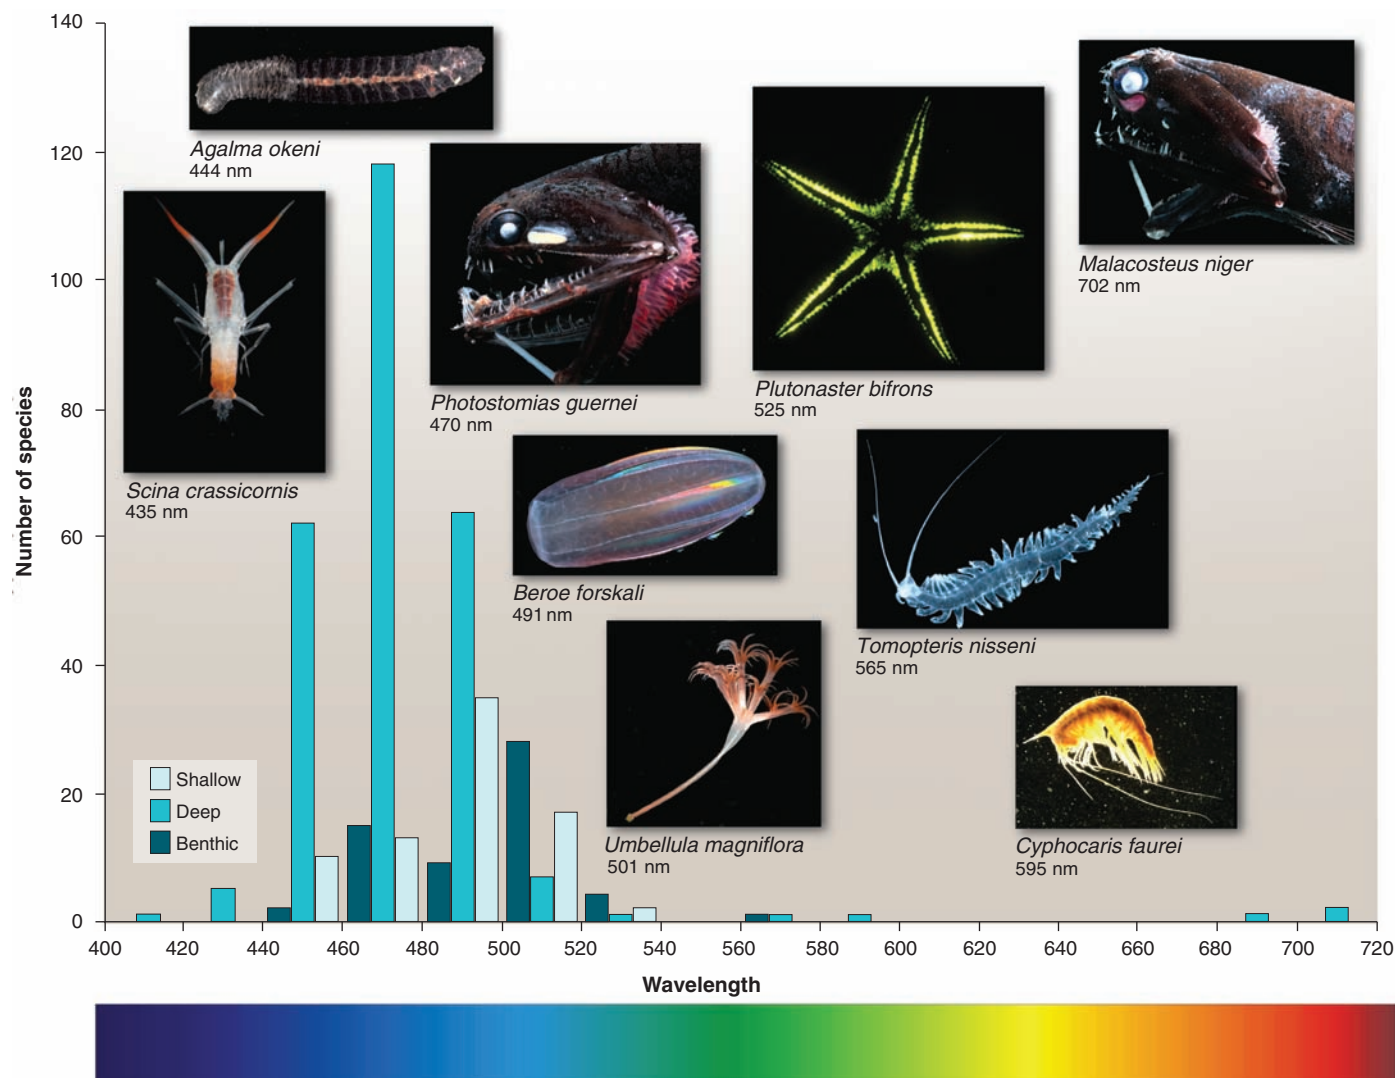 140
120
100
80
60
40
20
0
Number of species
Agalma okeni
444 nm
Scina crassicornis
435 nm
Photostomias guernei
470 nm
Plutonaster bifrons
525 nm
Malacosteus niger
702 nm
Beroe forskali
491 nm
Tomopteris nisseni
565 nm
Umbellula magniflora
501 nm
Cyphocaris faurei
595 nm
Shallow
Deep
Benthic
400 420 440 460 480 500 520 540 560 580 600 620 640 660 680 700 720
Wavelength